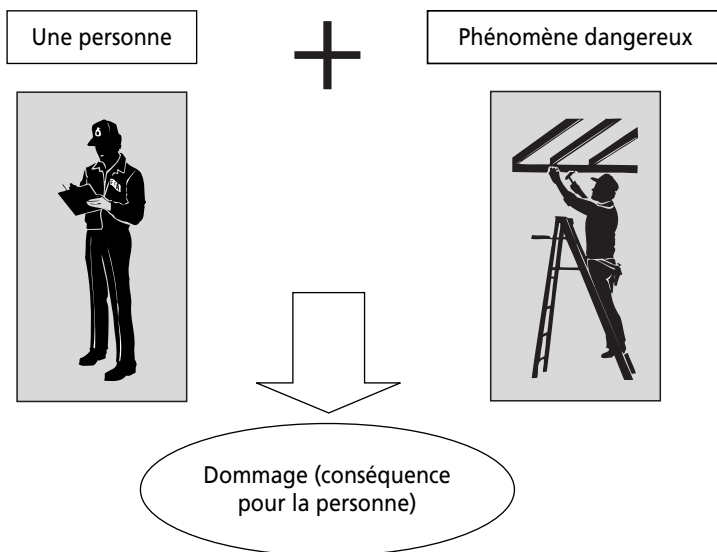 Une personne
Phénomène dangereux
Dommage (conséquence
pour la personne)